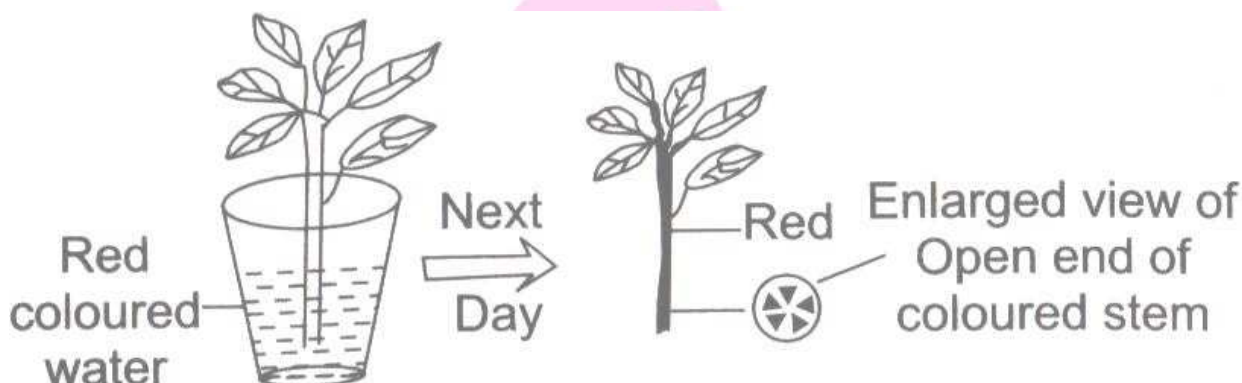 Red
coloured
water
Next
Day
Red
Enlarged view of
Open end of
coloured stem